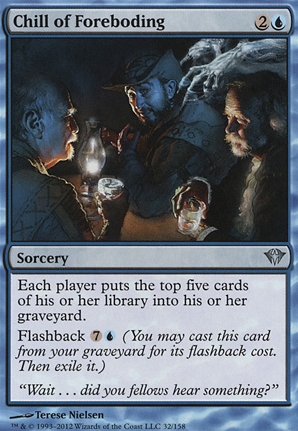 Chill of Foreboding 2
Sorcery
Each player puts the top five cards
of his or her library into his or her
graveyard.
Flashback 7 (You may cast this card
from your graveyard for its flashback cost.
Then exile it.)
“Wait . . . did you fellows hear something?”
Terese Nielsen
™ & © 1993–2012 Wizards of the Coast LLC 32/158